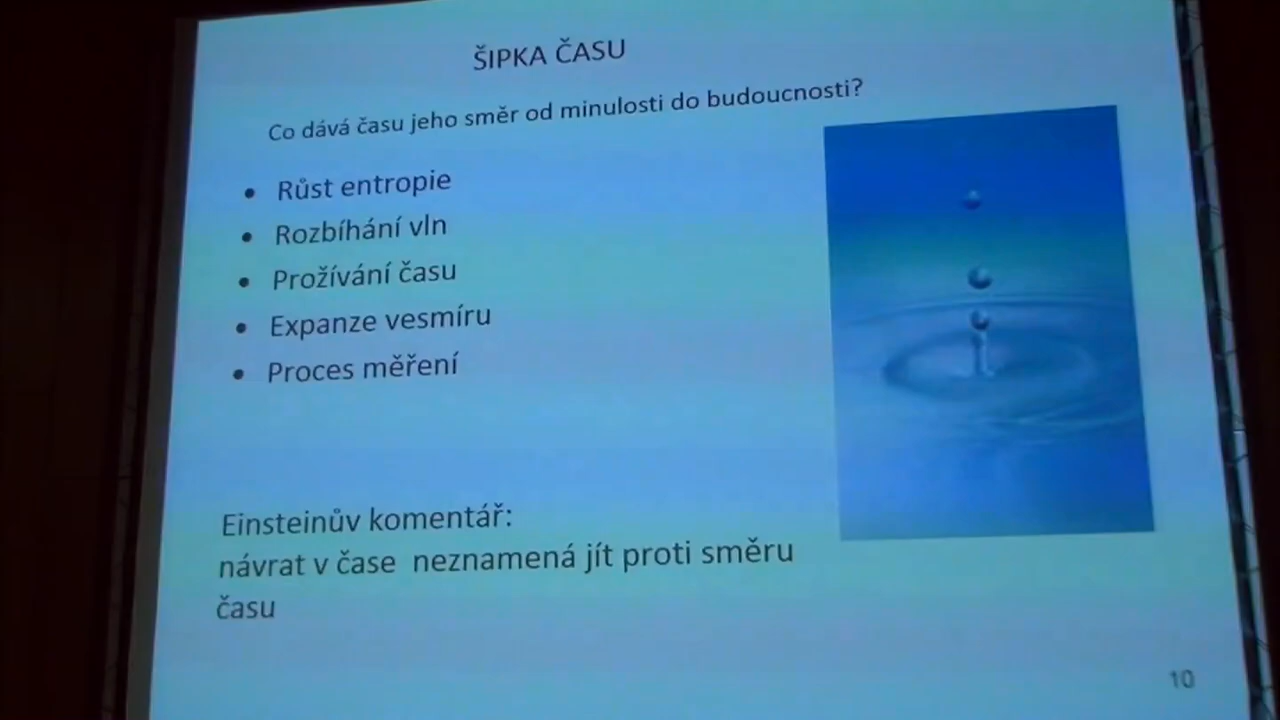 ŠIPKA ČASU
Co dává času jeho směr od minulosti do budoucnosti?
• Růst entropie
• Rozbíhání vln
• Prožívání času
• Expanze vesmíru
• Proces měření
Einsteinův komentář:
návrat v čase neznamená jít proti směru
času
10